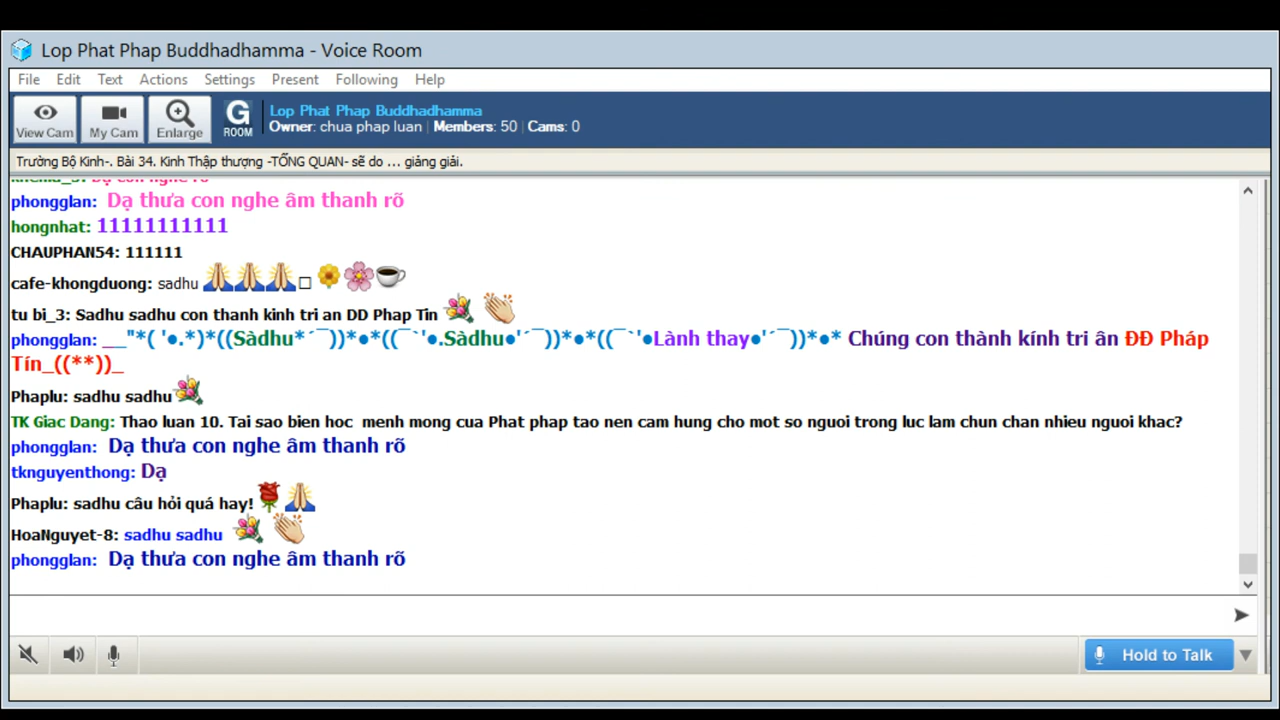 Lop Phat Phap Buddhadhamma - Voice Room
File Edit Text Actions Settings Present Following Help
View Cam My Cam Enlarge G ROOM
Lop Phat Phap Buddhadhamma
Owner: chua phap luan | Members: 50 | Cams: 0
Trường Bộ Kinh-. Bài 34. Kinh Thập thượng -TỔNG QUAN- sẽ do ... giảng giải.
phongglan: Dạ thưa con nghe âm thanh rõ
hongnhat: 11111111111
CHAUPHAN54: 111111
cafe-khongduong: sadhu 🙏🙏🙏□ 🌼🌸☕
tu bi_3: Sadhu sadhu con thanh kinh tri an DD Phap Tin 💐 👏
phongglan: __"*( '●.*)*((Sàdhu*´¯))*●*((¯`'●.Sàdhu●'´¯))*●*((¯`'●Lành thay●'´¯))*●* Chúng con thành kính tri ân ĐĐ Pháp
Tín_((**))_
Phaplu: sadhu sadhu💐
TK Giac Dang: Thao luan 10. Tai sao bien hoc menh mong cua Phat phap tao nen cam hung cho mot so nguoi trong luc lam chun chan nhieu nguoi khac?
phongglan: Dạ thưa con nghe âm thanh rõ
tknguyenthong: Dạ
Phaplu: sadhu câu hỏi quá hay!🌹🙏
HoaNguyet-8: sadhu sadhu 💐 👏
phongglan: Dạ thưa con nghe âm thanh rõ
Hold to Talk